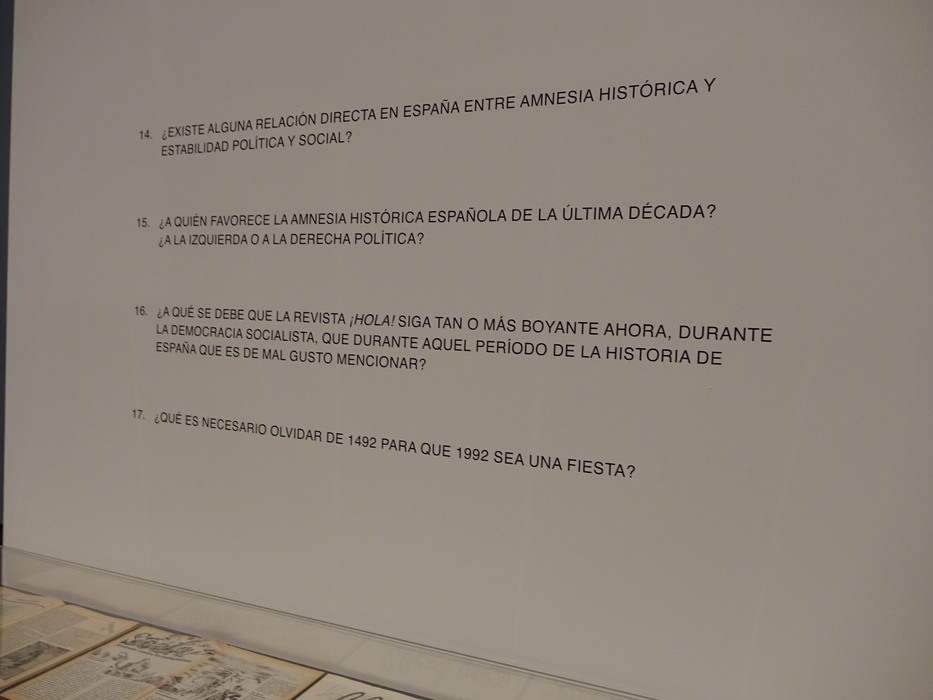 14. ¿EXISTE ALGUNA RELACIÓN DIRECTA EN ESPAÑA ENTRE AMNESIA HISTÓRICA Y
ESTABILIDAD POLÍTICA Y SOCIAL?
15. ¿A QUIÉN FAVORECE LA AMNESIA HISTÓRICA ESPAÑOLA DE LA ÚLTIMA DÉCADA?
¿A LA IZQUIERDA O A LA DERECHA POLÍTICA?
16. ¿A QUÉ SE DEBE QUE LA REVISTA ¡HOLA! SIGA TAN O MÁS BOYANTE AHORA, DURANTE
LA DEMOCRACIA SOCIALISTA, QUE DURANTE AQUEL PERÍODO DE LA HISTORIA DE
ESPAÑA QUE ES DE MAL GUSTO MENCIONAR?
17. ¿QUÉ ES NECESARIO OLVIDAR DE 1492 PARA QUE 1992 SEA UNA FIESTA?